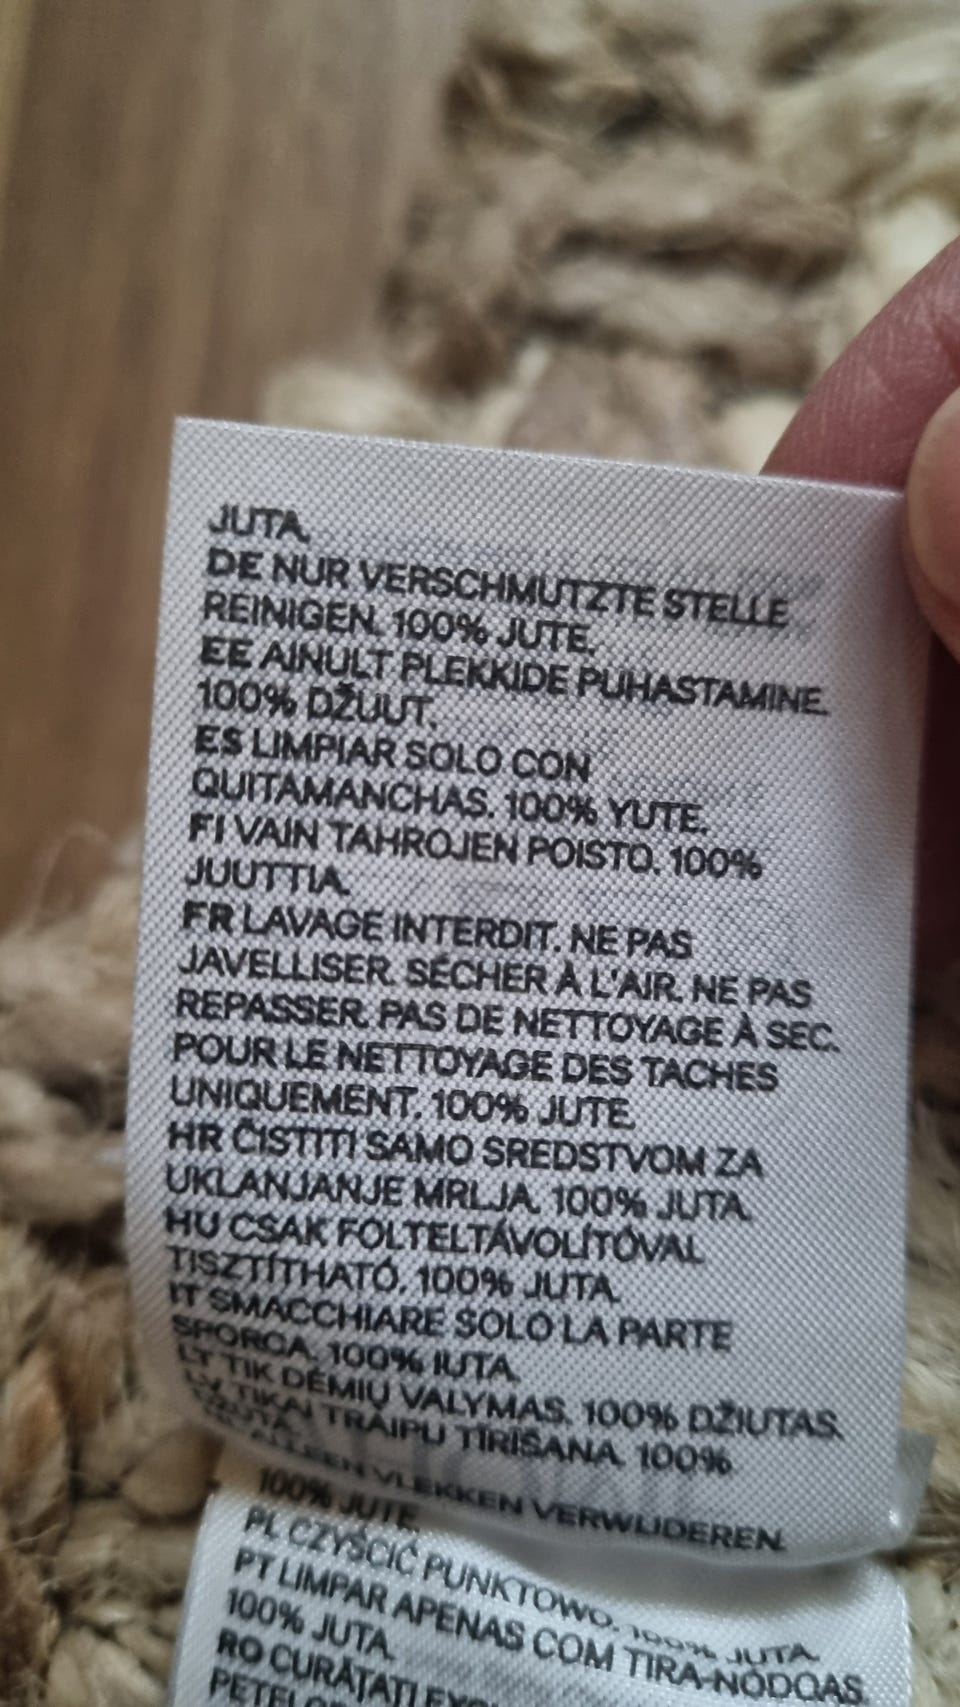 JUTA.
DE NUR VERSCHMUTZTE STELLE
REINIGEN. 100% JUTE.
EE AINULT PLEKKIDE PUHASTAMINE.
100% DŽUUT.
ES LIMPIAR SOLO CON
QUITAMANCHAS. 100% YUTE.
FI VAIN TAHROJEN POISTO. 100%
JUUTTIA.
FR LAVAGE INTERDIT. NE PAS
JAVELLISER. SÉCHER À L'AIR. NE PAS
REPASSER. PAS DE NETTOYAGE À SEC.
POUR LE NETTOYAGE DES TACHES
UNIQUEMENT. 100% JUTE.
HR ČISTITI SAMO SREDSTVOM ZA
UKLANJANJE MRLJA. 100% JUTA.
HU CSAK FOLTELTÁVOLÍTÓVAL
TISZTÍTHATÓ. 100% JUTA.
IT SMACCHIARE SOLO LA PARTE
SPORCA. 100% IUTA.
LT TIK DĖMIŲ VALYMAS. 100% DŽIUTAS.
LV TIKAI TRAIPU TĪRĪŠANA. 100%
DŽUTA.
ALLEEN VLEKKEN VERWIJDEREN.
100% JUTE.
PL CZYŚCIĆ PUNKTOWO. 100% JUTA.
PT LIMPAR APENAS COM TIRA-NÓDOAS.
100% JUTA.
RO CURĂȚAȚI